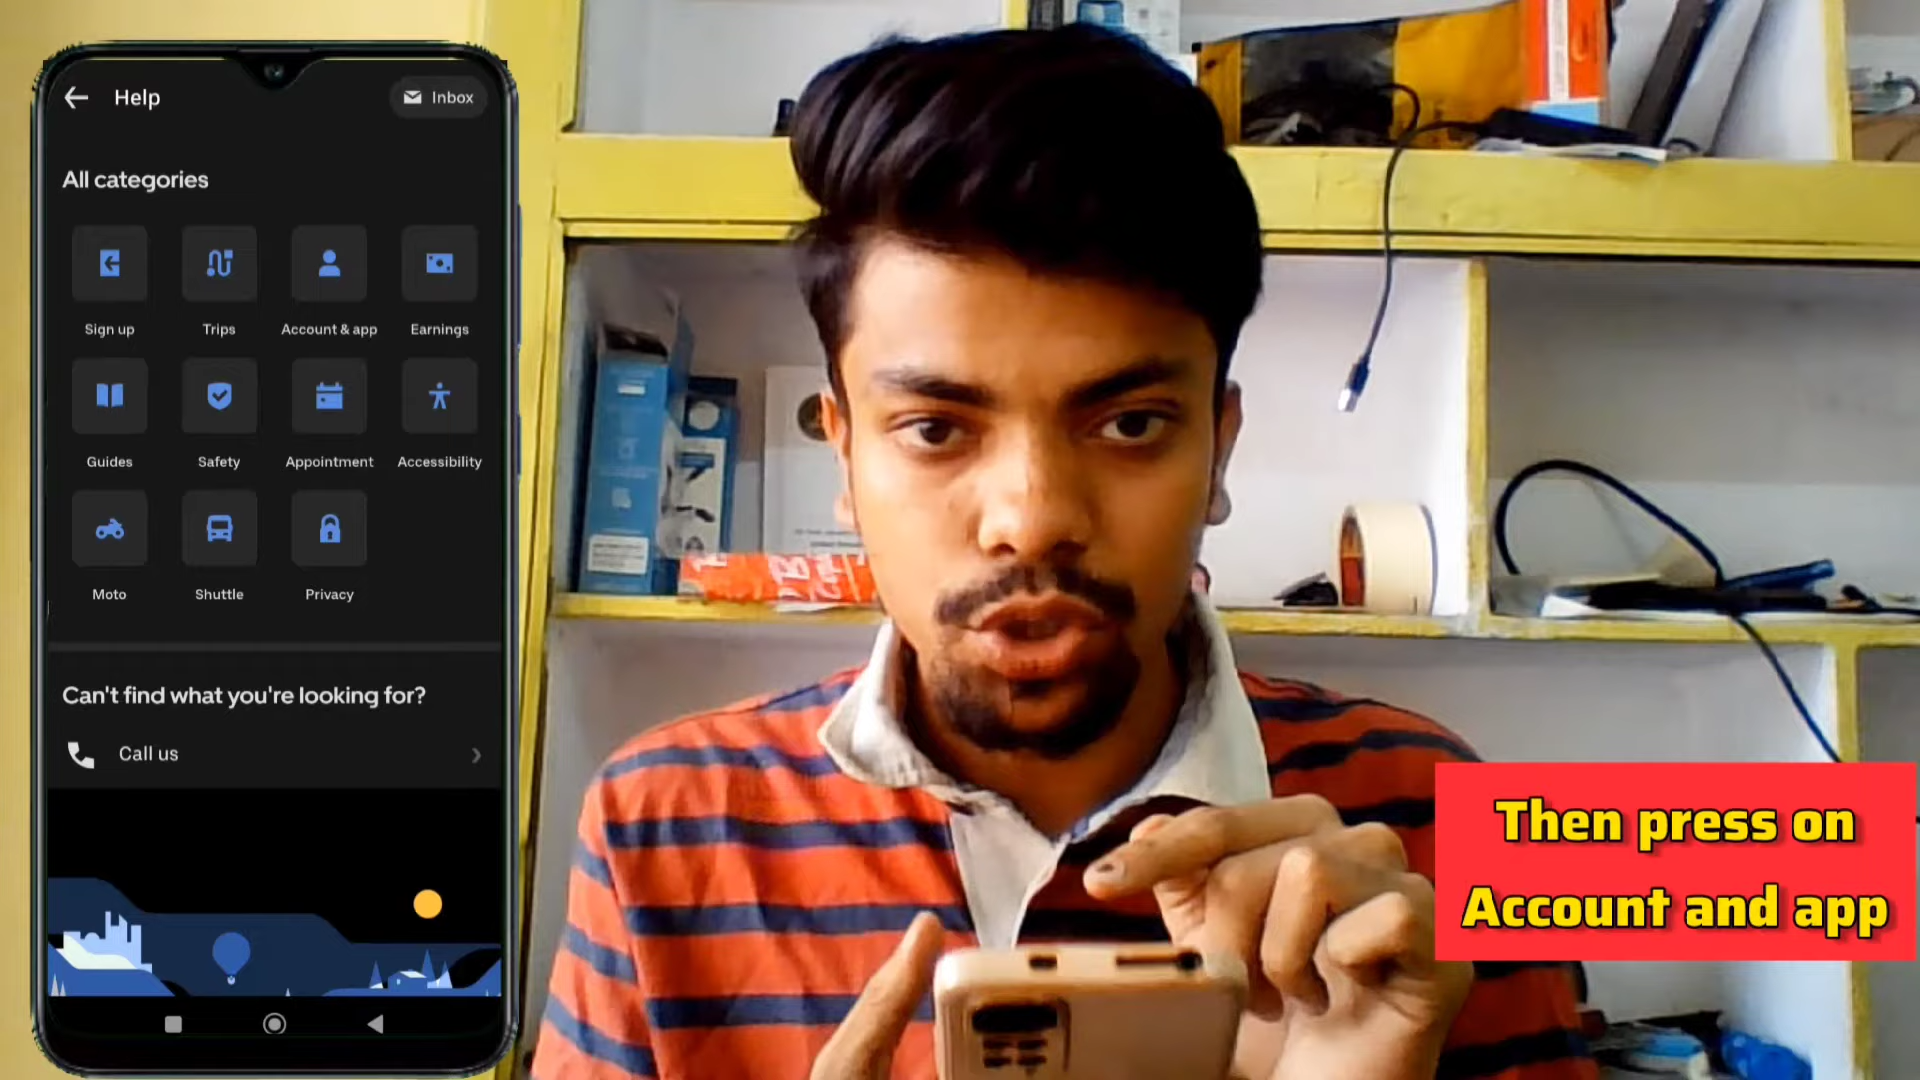 Help
Inbox
All categories
Sign up
Trips
Account & app
Earnings
Guides
Safety
Appointment
Accessibility
Moto
Shuttle
Privacy
Can't find what you're looking for?
Call us
Then press on
Account and app